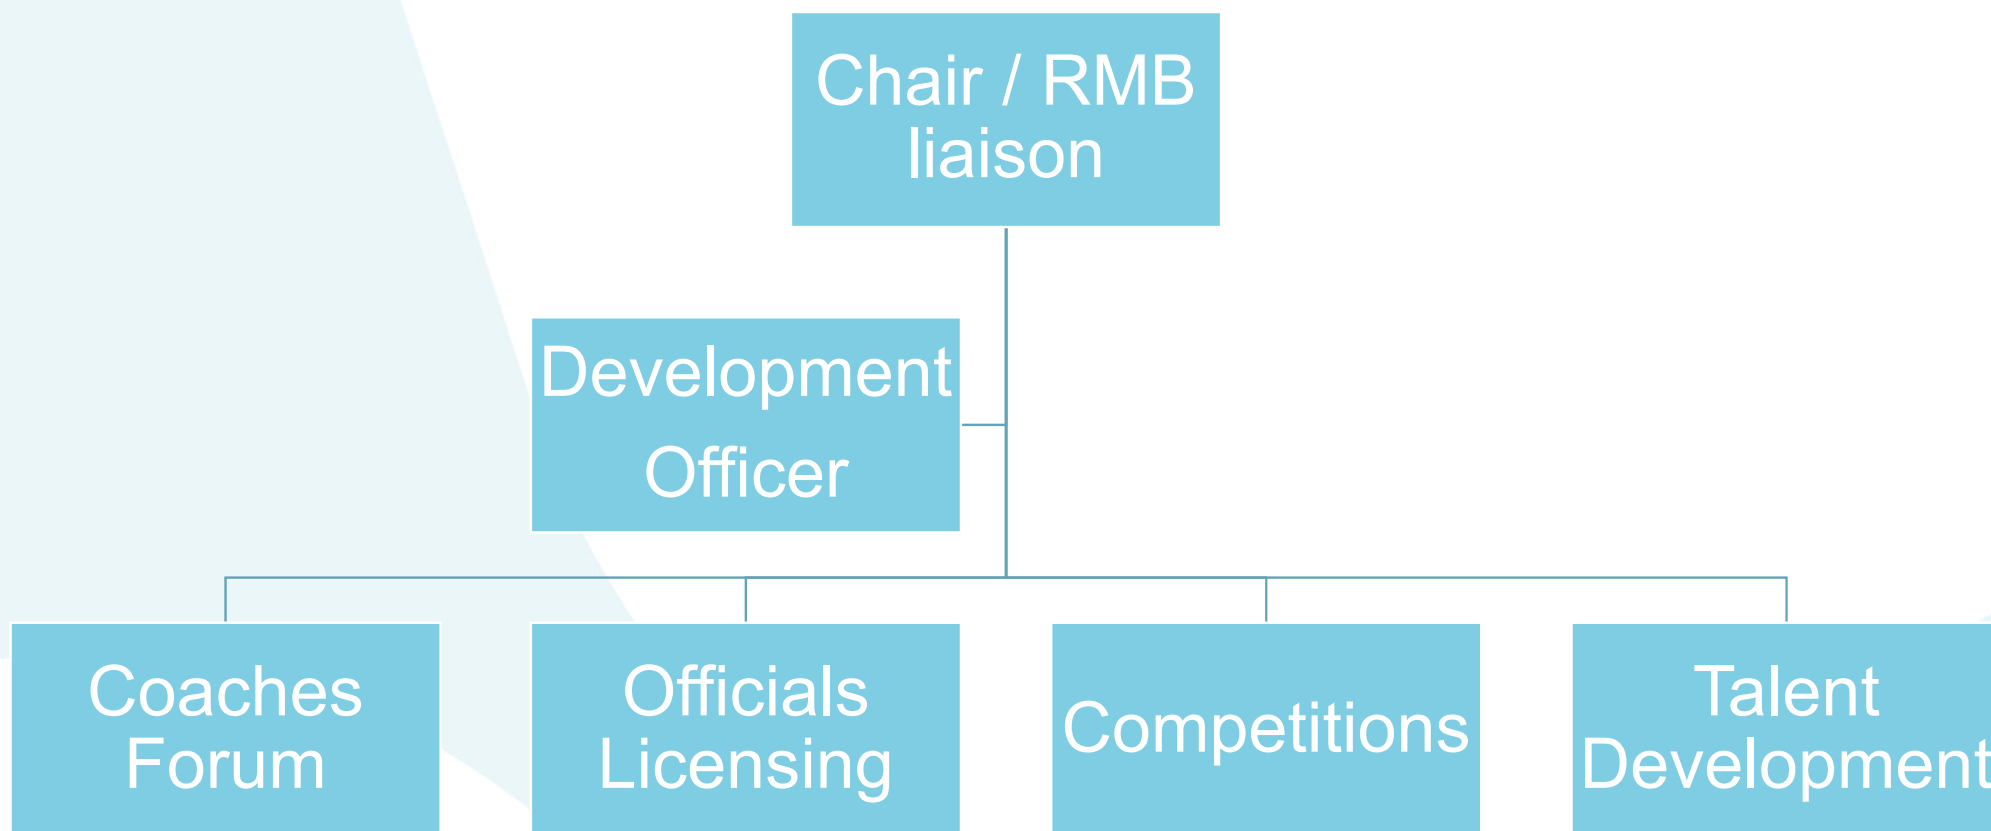 Chair / RMB
liaison
Development
Officer
Coaches
Forum
Officials
Licensing
Competitions
Talent
Development